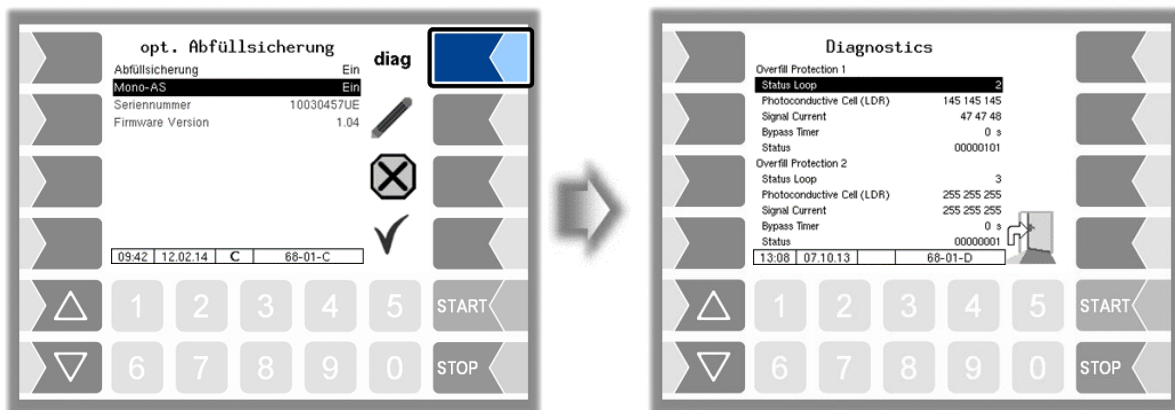 opt. Abfüllsicherung
diag
Abfüllsicherung Ein
Mono-AS Ein
Seriennummer 10030457UE
Firmware Version 1.04
09:42 12.02.14 C 68-01-C
1 2 3 4 5 START
6 7 8 9 0 STOP
Diagnostics
Overfill Protection 1
Status Loop 2
Photoconductive Cell (LDR) 145 145 145
Signal Current 47 47 48
Bypass Timer 0 s
Status 00000101
Overfill Protection 2
Status Loop 3
Photoconductive Cell (LDR) 255 255 255
Signal Current 255 255 255
Bypass Timer 0 s
Status 00000001
13:08 07.10.13 68-01-D
1 2 3 4 5 START
6 7 8 9 0 STOP